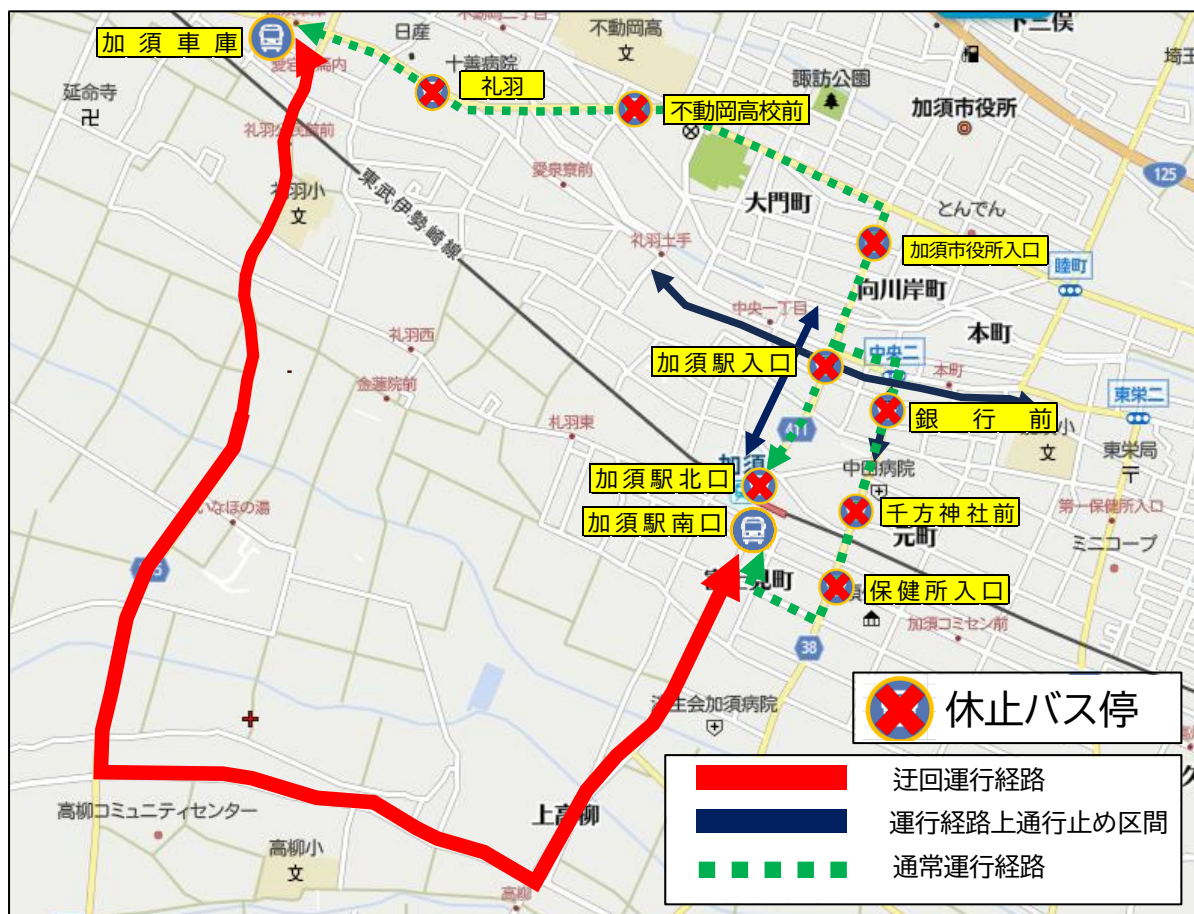 下三俣
加須車庫
日産
不動岡高
文
十善病院
埼玉
礼羽
諏訪公園
延命寺
卍
不動岡高校前
加須市役所
125
愛泉寮前
礼羽小
文
東武伊勢崎線
大門町
とんでん
礼羽土手
加須市役所入口
睦町
向川岸町
中央一丁目
本町
礼羽西
加須駅入口
中央二
本町
金蓮院前
東栄二
銀行前
411
文
礼羽東
東栄局
〒
加須
中田病院
加須駅北口
いなほの湯
第一保健所入口
千方神社前
加須駅南口
元町
ミニコープ
保健所入口
加須コミセン前
38
済生会加須病院
休止バス停
迂回運行経路
高柳コミュニティセンター
上高柳
運行経路上通行止め区間
高柳小
文
通常運行経路
高柳